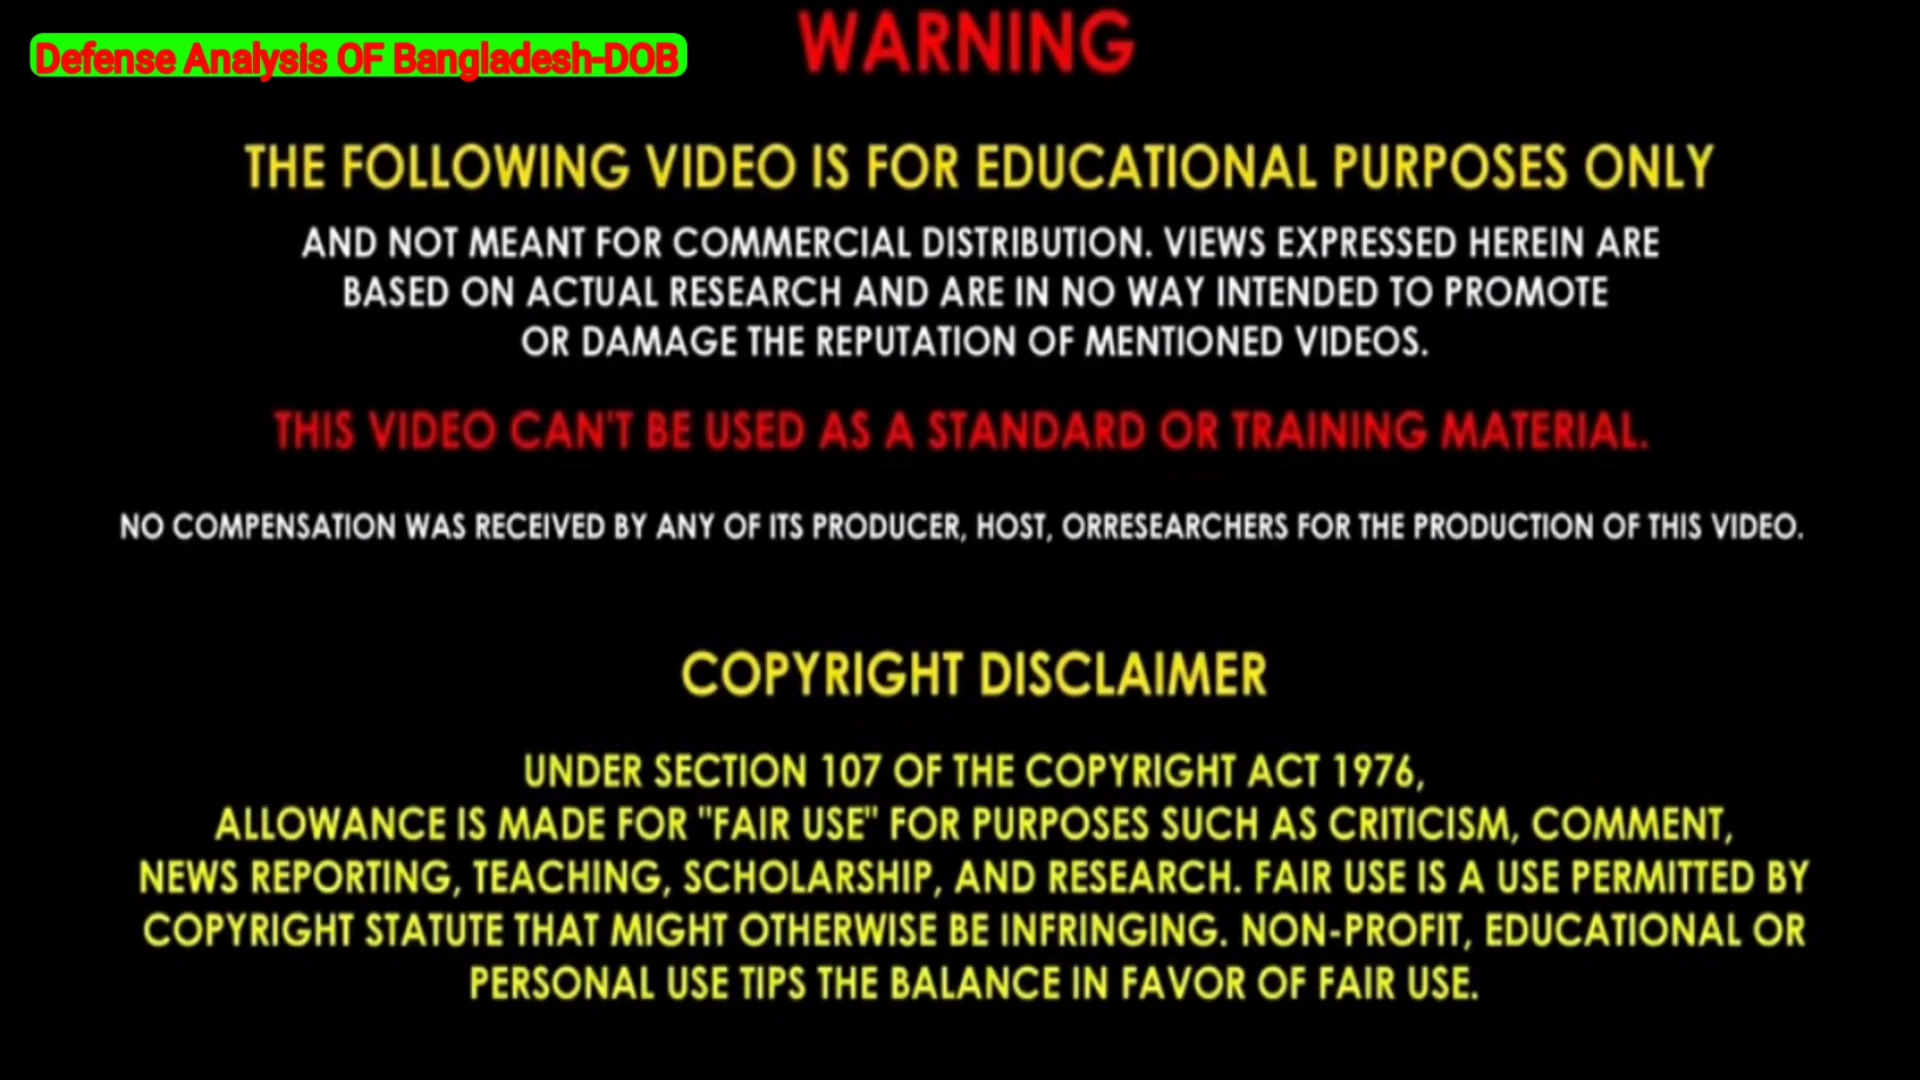 Defense Analysis OF Bangladesh-DOB
WARNING
THE FOLLOWING VIDEO IS FOR EDUCATIONAL PURPOSES ONLY
AND NOT MEANT FOR COMMERCIAL DISTRIBUTION. VIEWS EXPRESSED HEREIN ARE
BASED ON ACTUAL RESEARCH AND ARE IN NO WAY INTENDED TO PROMOTE
OR DAMAGE THE REPUTATION OF MENTIONED VIDEOS.
THIS VIDEO CAN'T BE USED AS A STANDARD OR TRAINING MATERIAL.
NO COMPENSATION WAS RECEIVED BY ANY OF ITS PRODUCER, HOST, ORRESEARCHERS FOR THE PRODUCTION OF THIS VIDEO.
COPYRIGHT DISCLAIMER
UNDER SECTION 107 OF THE COPYRIGHT ACT 1976,
ALLOWANCE IS MADE FOR "FAIR USE" FOR PURPOSES SUCH AS CRITICISM, COMMENT,
NEWS REPORTING, TEACHING, SCHOLARSHIP, AND RESEARCH. FAIR USE IS A USE PERMITTED BY
COPYRIGHT STATUTE THAT MIGHT OTHERWISE BE INFRINGING. NON-PROFIT, EDUCATIONAL OR
PERSONAL USE TIPS THE BALANCE IN FAVOR OF FAIR USE.